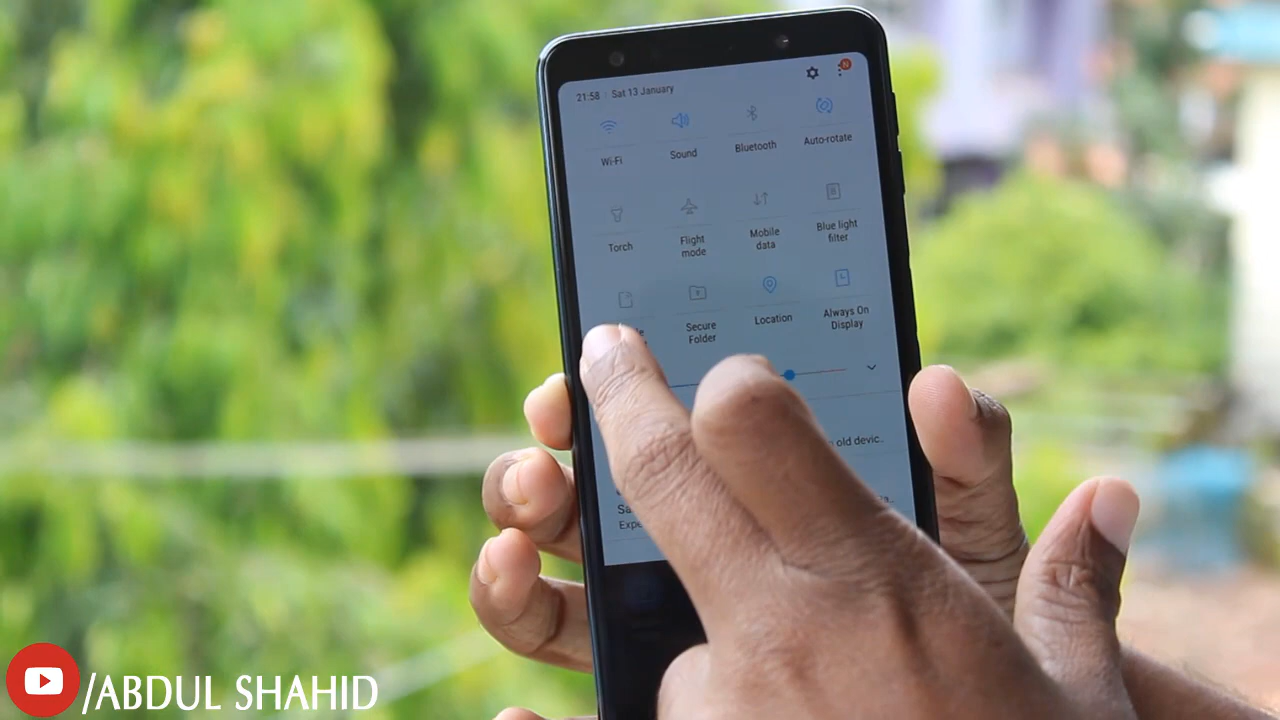 21:58 | Sat 13 January
N
Wi-Fi
Sound
Bluetooth
Auto-rotate
Torch
Flight
mode
Mobile
data
Blue light
filter
Secure
Folder
Location
Always On
Display
old devic..
/ABDUL SHAHID